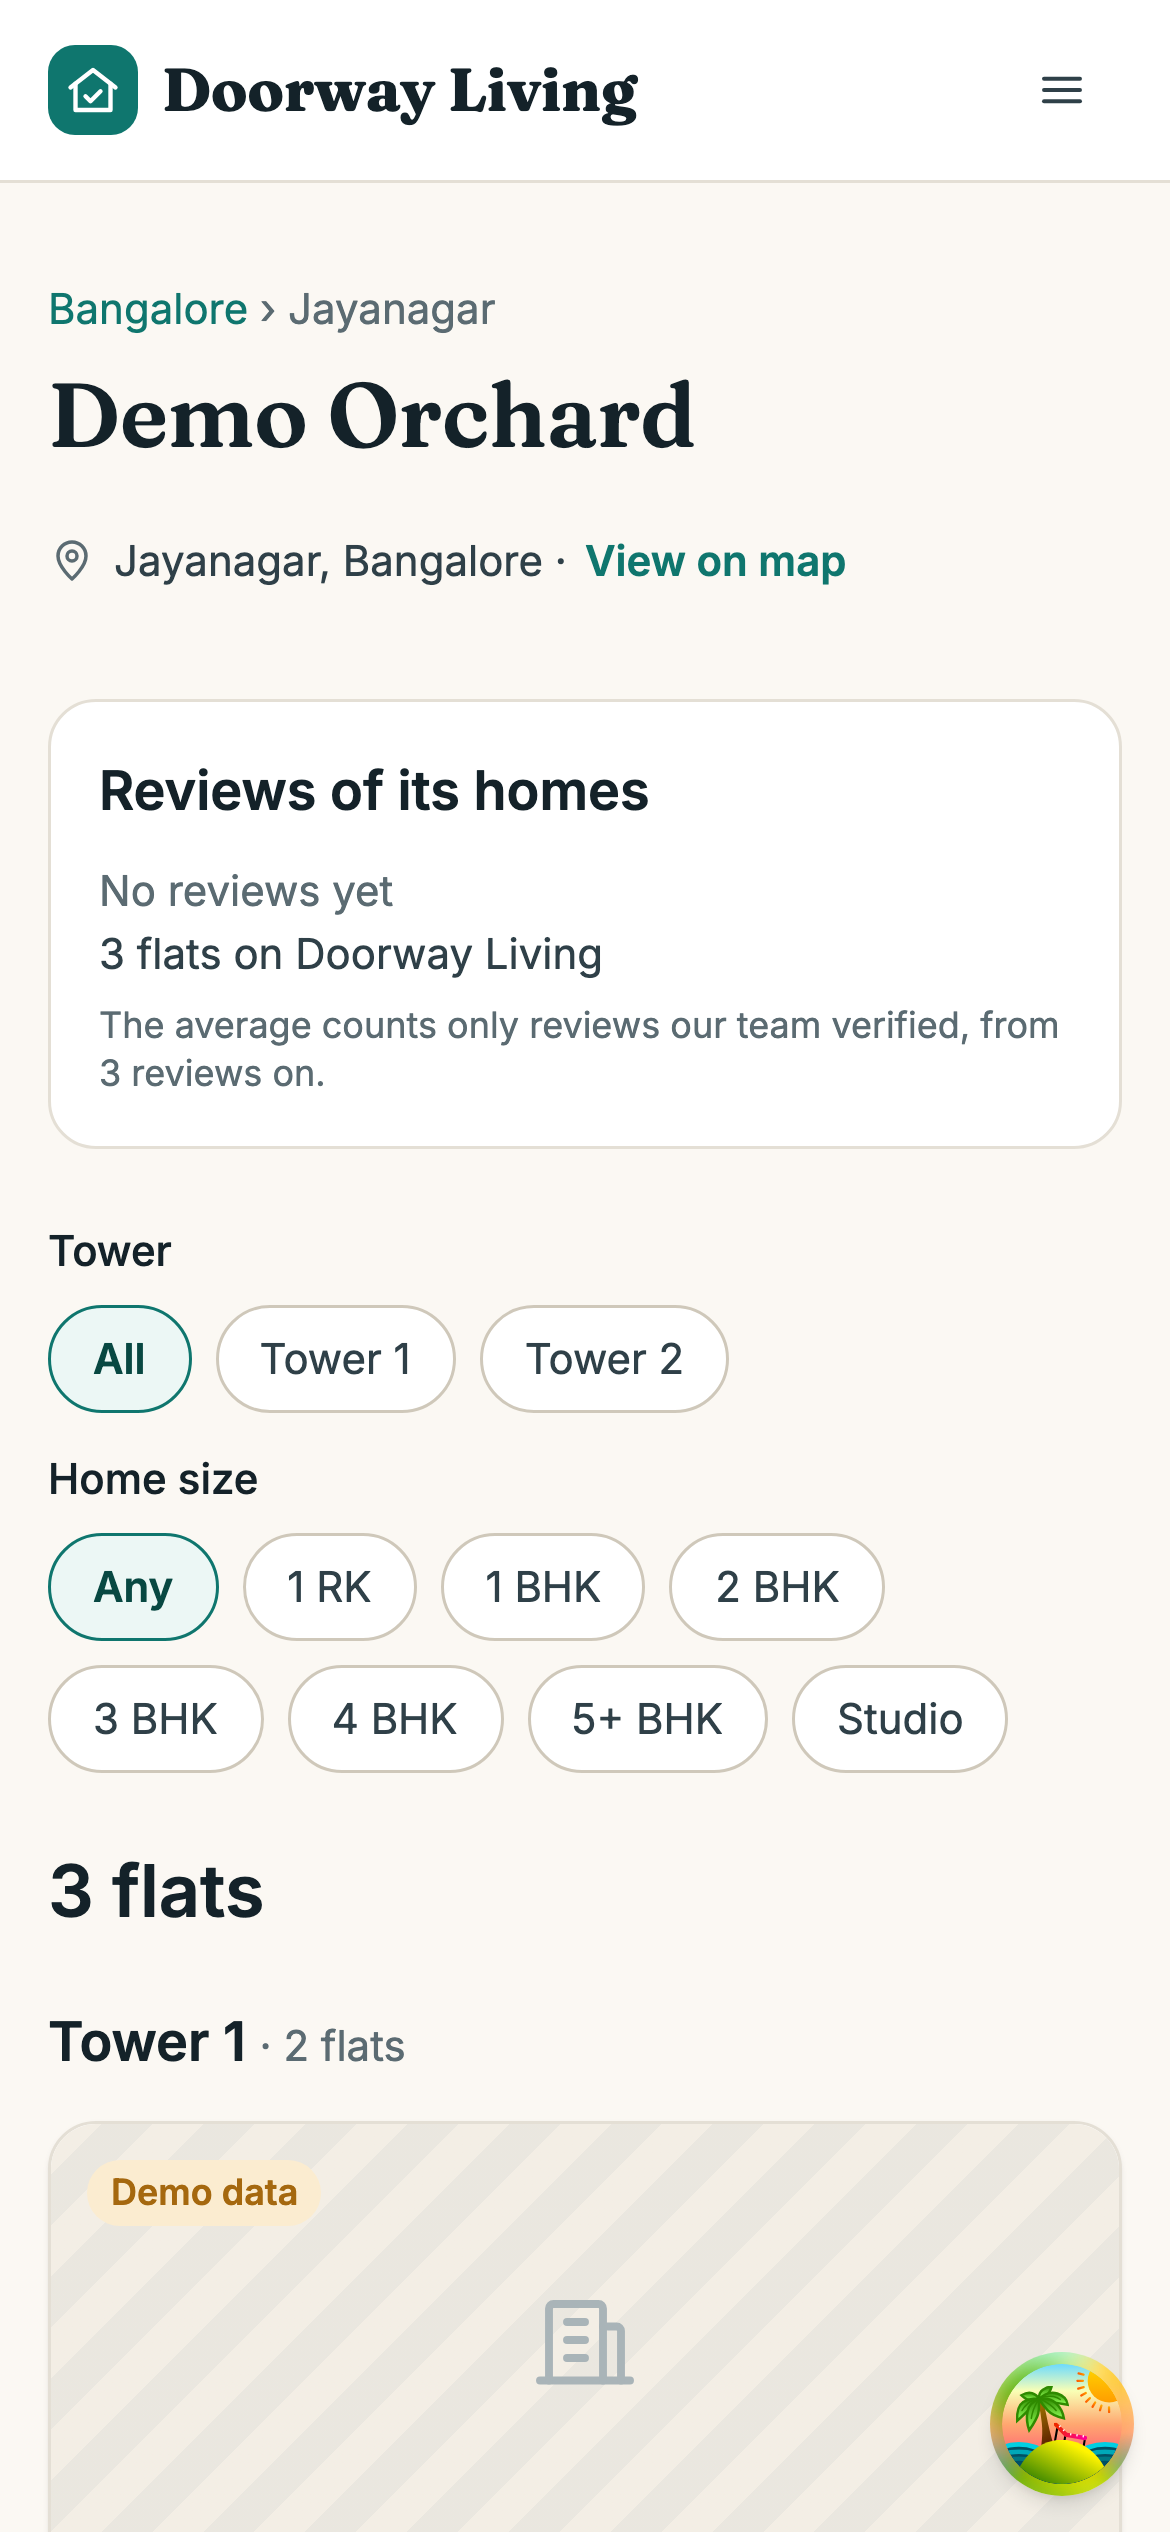 Doorway Living
Bangalore › Jayanagar
Demo Orchard
Jayanagar, Bangalore · View on map
Reviews of its homes
No reviews yet
3 flats on Doorway Living
The average counts only reviews our team verified, from
3 reviews on.
Tower
All Tower 1 Tower 2
Home size
Any 1 RK 1 BHK 2 BHK
3 BHK 4 BHK 5+ BHK Studio
3 flats
Tower 1 · 2 flats
Demo data